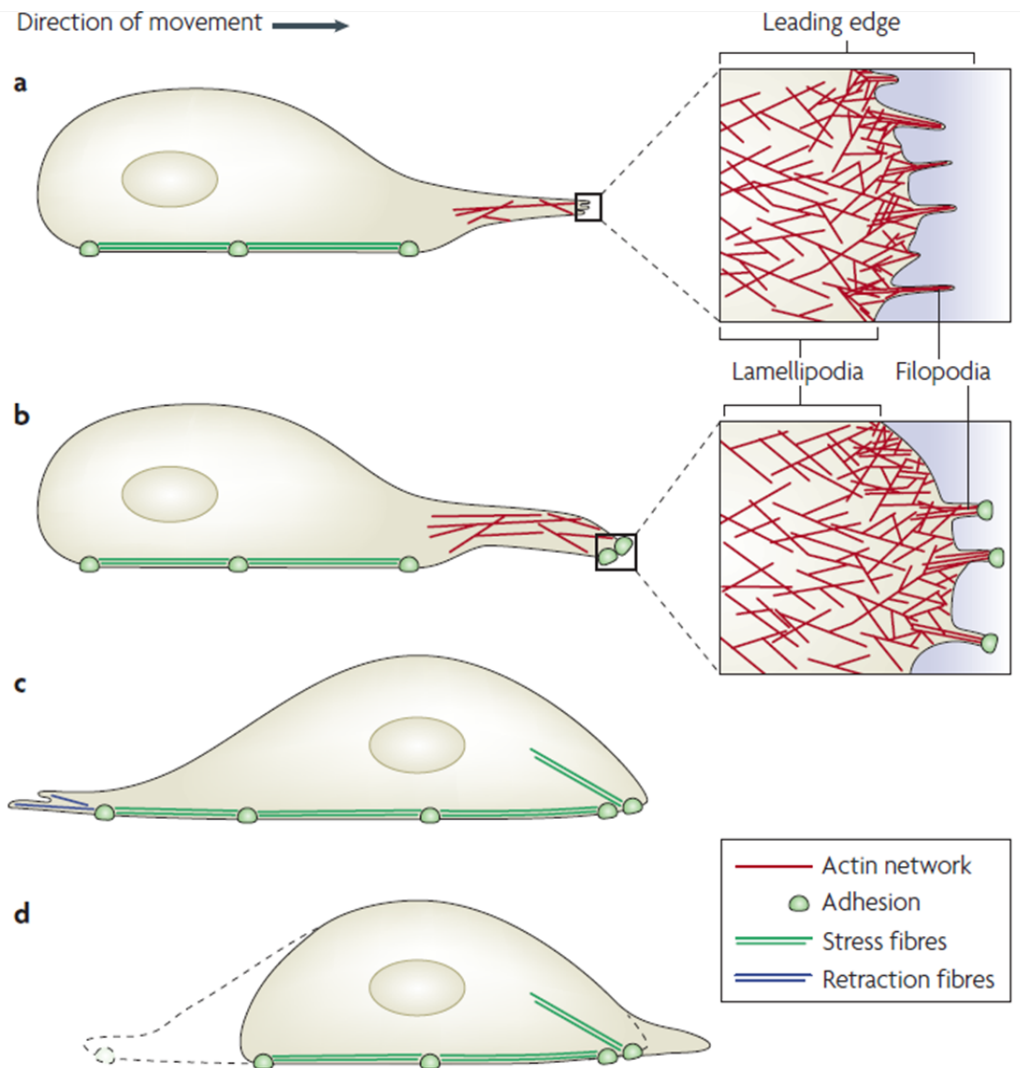 Direction of movement
Leading edge
a
Lamellipodia
Filopodia
b
c
d
Actin network
Adhesion
Stress fibres
Retraction fibres